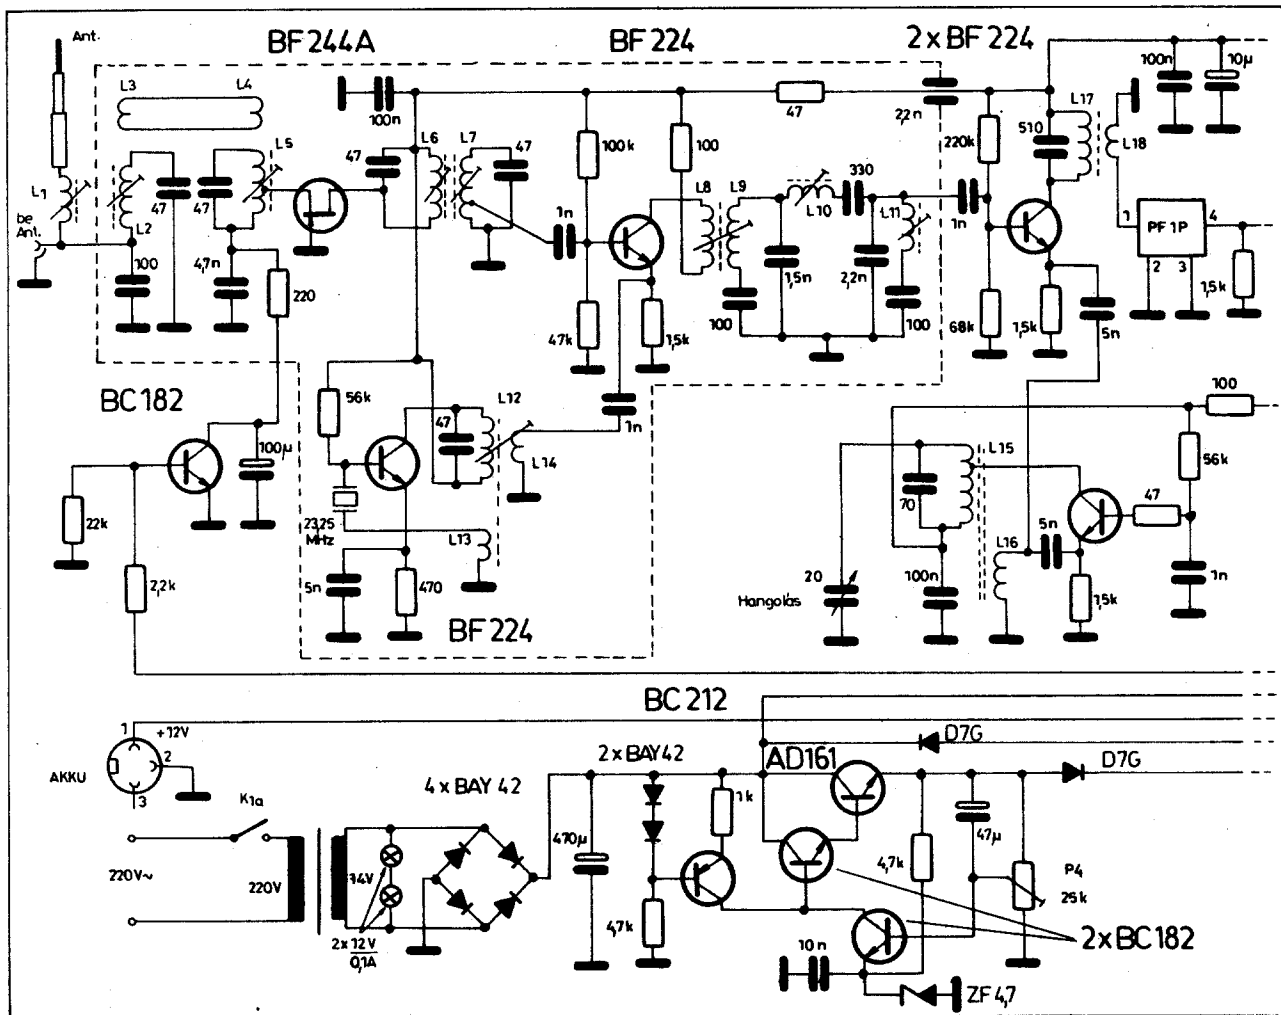 BF244A
BF224
2xBF224
Ant.
L3
L4
100n
47
2,2n
100n
10µ
L5
L6
L7
47
47
100k
100
220k
510
L17
L18
L1
L2
47
47
be
Ant.
100
4,7n
220
1n
L8
L9
L10
330
L11
1n
1
PF1P
4
2
3
1,5k
1,5n
2,2n
100
100
47k
1,5k
68k
1,5k
5n
BC182
56k
L12
47
L14
1n
100
100µ
L15
56k
70
47
22k
23,25
MHz
L13
5n
L16
2,2k
5n
470
20
100n
1n
Hangolás
1,5k
BF224
BC212
1
+12V
2
AKKU
3
D7G
2xBAY42
AD161
D7G
4xBAY42
K1a
1k
470µ
47µ
220V~
220V
14V
4,7k
P4
25k
4,7k
2x12V
0,1A
10n
2xBC182
ZF4,7